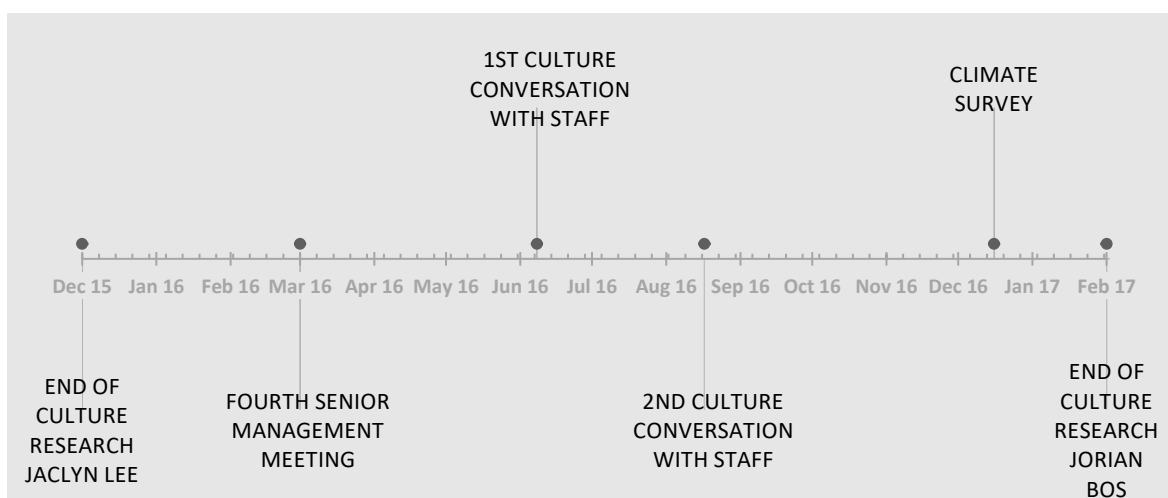 1ST CULTURE
CONVERSATION
WITH STAFF
CLIMATE
SURVEY
Dec 15 Jan 16 Feb 16 Mar 16 Apr 16 May 16 Jun 16 Jul 16 Aug 16 Sep 16 Oct 16 Nov 16 Dec 16 Jan 17 Feb 17
END OF
CULTURE
RESEARCH
JACLYN LEE
FOURTH SENIOR
MANAGEMENT
MEETING
2ND CULTURE
CONVERSATION
WITH STAFF
END OF
CULTURE
RESEARCH
JORIAN
BOS